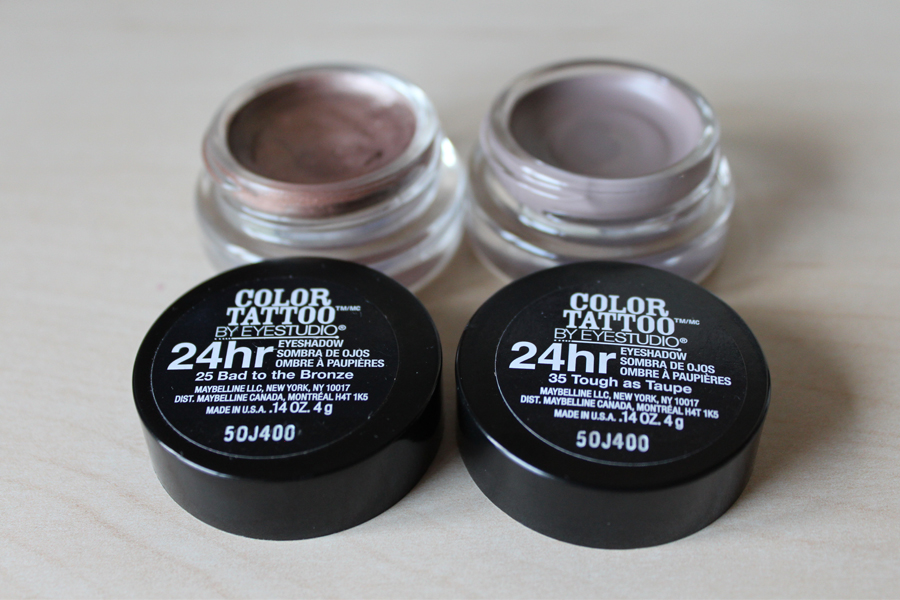 COLOR
TATTOO TM/MC
BY EYESTUDIO®
24hr EYESHADOW
SOMBRA DE OJOS
OMBRE À PAUPIÈRES
25 Bad to the Bronze
MAYBELLINE LLC, NEW YORK, NY 10017
DIST. MAYBELLINE CANADA, MONTRÉAL H4T 1K5
MADE IN U.S.A. .14 OZ. 4 g
50J400
COLOR
TATTOO TM/MC
BY EYESTUDIO®
24hr EYESHADOW
SOMBRA DE OJOS
OMBRE À PAUPIÈRES
35 Tough as Taupe
MAYBELLINE LLC, NEW YORK, NY 10017
DIST. MAYBELLINE CANADA, MONTRÉAL H4T 1K5
MADE IN U.S.A. .14 OZ. 4 g
50J400